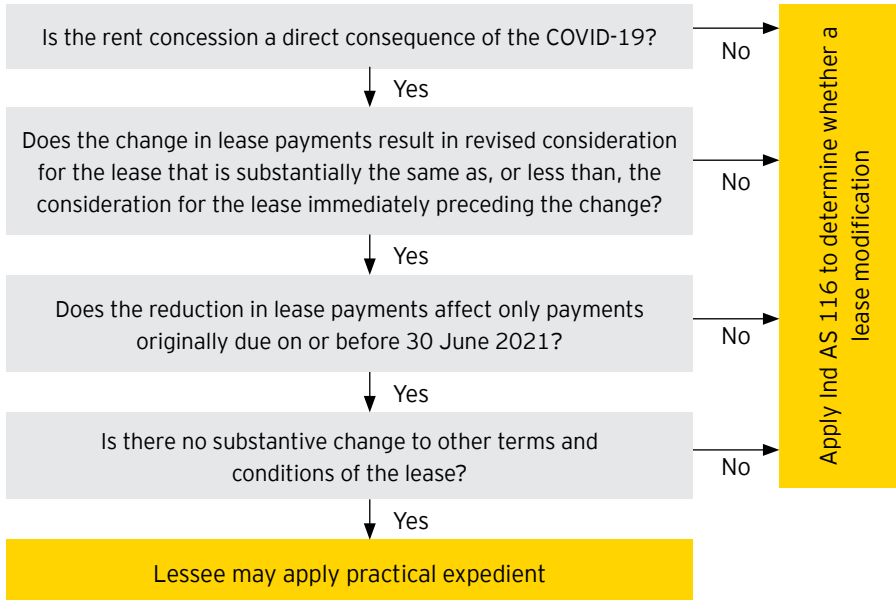 Is the rent concession a direct consequence of the COVID-19?
No
Yes
Does the change in lease payments result in revised consideration
for the lease that is substantially the same as, or less than, the
consideration for the lease immediately preceding the change?
No
Yes
Does the reduction in lease payments affect only payments
originally due on or before 30 June 2021?
No
Yes
Is there no substantive change to other terms and
conditions of the lease?
No
Yes
Lessee may apply practical expedient
Apply Ind AS 116 to determine whether a
lease modification